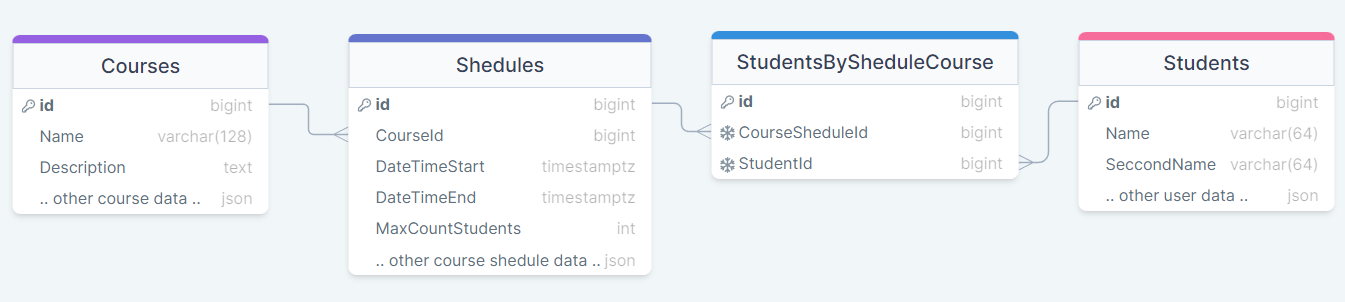 Courses
id bigint
Name varchar(128)
Description text
.. other course data .. json
Shedules
id bigint
CourseId bigint
DateTimeStart timestamptz
DateTimeEnd timestamptz
MaxCountStudents int
.. other course shedule data .. json
StudentsBySheduleCourse
id bigint
CourseSheduleId bigint
StudentId bigint
Students
id bigint
Name varchar(64)
SeccondName varchar(64)
.. other user data .. json